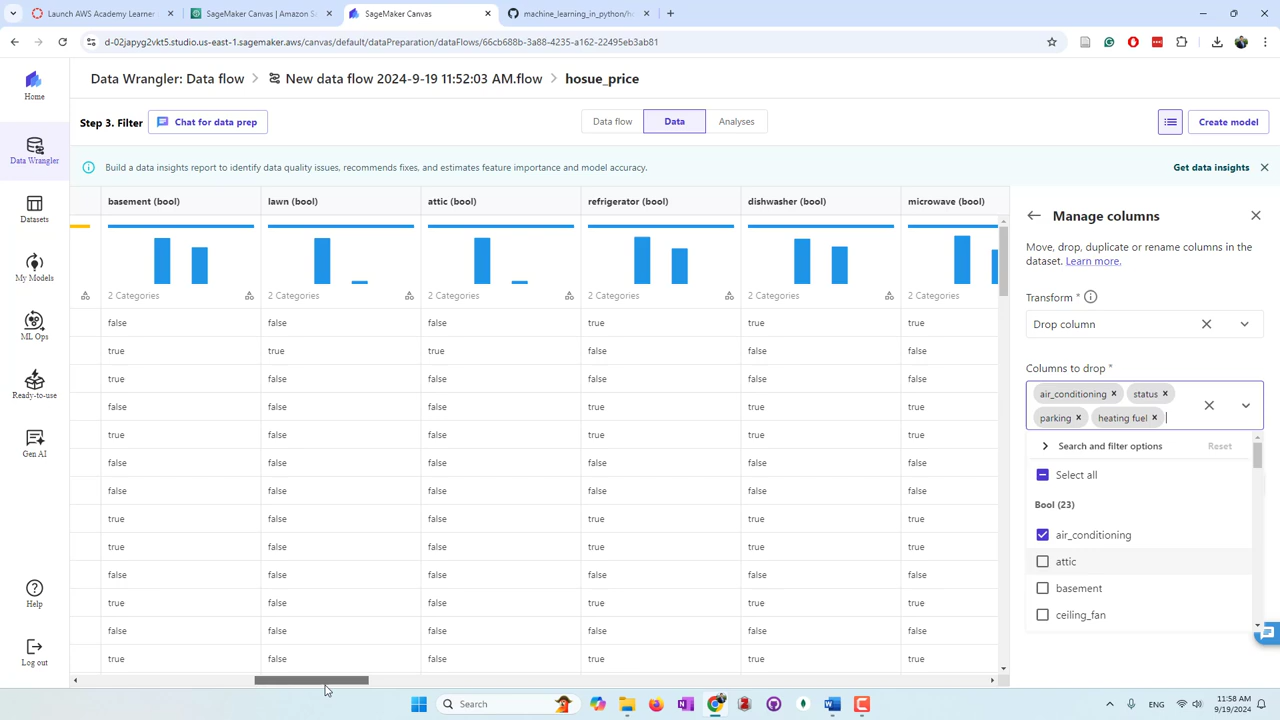 Launch AWS Academy Learner
SageMaker Canvas | Amazon S
SageMaker Canvas
machine_learning_in_python/ho
d-02japygz2vkt5.studio.us-east-1.sagemaker.aws/canvas/default/dataPreparation/dataFlows/66cb688b-3a88-4235-a162-22495eb3ab81
Home
Data Wrangler
Datasets
My Models
ML Ops
Ready-to-use
Gen AI
Help
Log out
Data Wrangler: Data flow
New data flow 2024-9-19 11:52:03 AM.flow
hosue_price
Step 3. Filter
Chat for data prep
Data flow
Data
Analyses
Create model
Build a data insights report to identify data quality issues, recommends fixes, and estimates feature importance and model accuracy.
Get data insights
basement (bool) lawn (bool) attic (bool) refrigerator (bool) dishwasher (bool) microwave (bool)
2 Categories 2 Categories 2 Categories 2 Categories 2 Categories 2 Categories
false false false true true true
true true true false false false
true false false false false false
false false false true false false
true false false true false false
false false false false false false
false false false false false false
true false false true true true
true false false true true true
false false false false false false
true false false true true true
false false false true true true
true false false true true true
Manage columns
Move, drop, duplicate or rename columns in the
dataset. Learn more.
Transform *
Drop column
Columns to drop *
air_conditioning status
parking heating fuel
Search and filter options Reset
Select all
Bool (23)
air_conditioning
attic
basement
ceiling_fan
Search
ENG
11:58 AM
9/19/2024